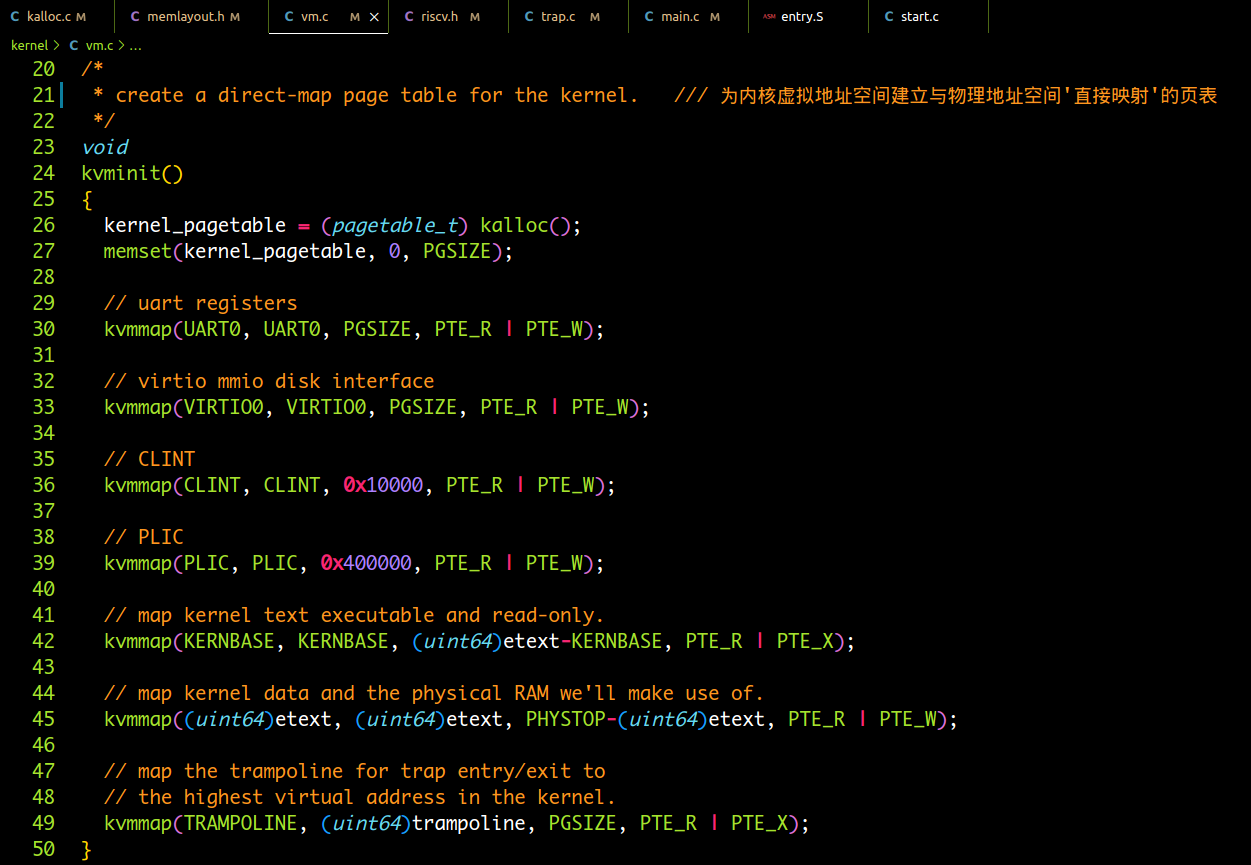 C kalloc.c M C memlayout.h M C vm.c M × C riscv.h M C trap.c M C main.c M ASM entry.S C start.c
kernel > C vm.c > ...
20 /*
21 * create a direct-map page table for the kernel. /// 为内核虚拟地址空间建立与物理地址空间'直接映射'的页表
22 */
23 void
24 kvminit()
25 {
26 kernel_pagetable = (pagetable_t) kalloc();
27 memset(kernel_pagetable, 0, PGSIZE);
28
29 // uart registers
30 kvmmap(UART0, UART0, PGSIZE, PTE_R | PTE_W);
31
32 // virtio mmio disk interface
33 kvmmap(VIRTIO0, VIRTIO0, PGSIZE, PTE_R | PTE_W);
34
35 // CLINT
36 kvmmap(CLINT, CLINT, 0x10000, PTE_R | PTE_W);
37
38 // PLIC
39 kvmmap(PLIC, PLIC, 0x400000, PTE_R | PTE_W);
40
41 // map kernel text executable and read-only.
42 kvmmap(KERNBASE, KERNBASE, (uint64)etext-KERNBASE, PTE_R | PTE_X);
43
44 // map kernel data and the physical RAM we'll make use of.
45 kvmmap((uint64)etext, (uint64)etext, PHYSTOP-(uint64)etext, PTE_R | PTE_W);
46
47 // map the trampoline for trap entry/exit to
48 // the highest virtual address in the kernel.
49 kvmmap(TRAMPOLINE, (uint64)trampoline, PGSIZE, PTE_R | PTE_X);
50 }